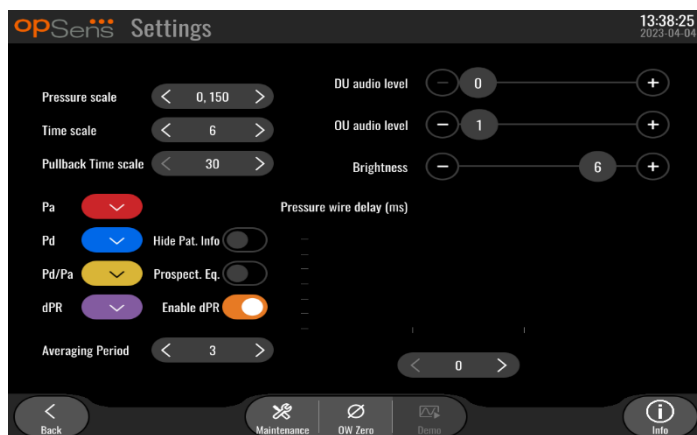 opSens Settings
13:38:25
2023-04-04
Pressure scale 0, 150
Time scale 6
Pullback Time scale 30
DU audio level 0
OU audio level 1
Brightness 6
Pa
Pd
Pd/Pa
dPR
Hide Pat. Info
Prospect. Eq.
Enable dPR
Averaging Period 3
Pressure wire delay (ms)
0
Back
Maintenance
OW Zero
Demo
Info